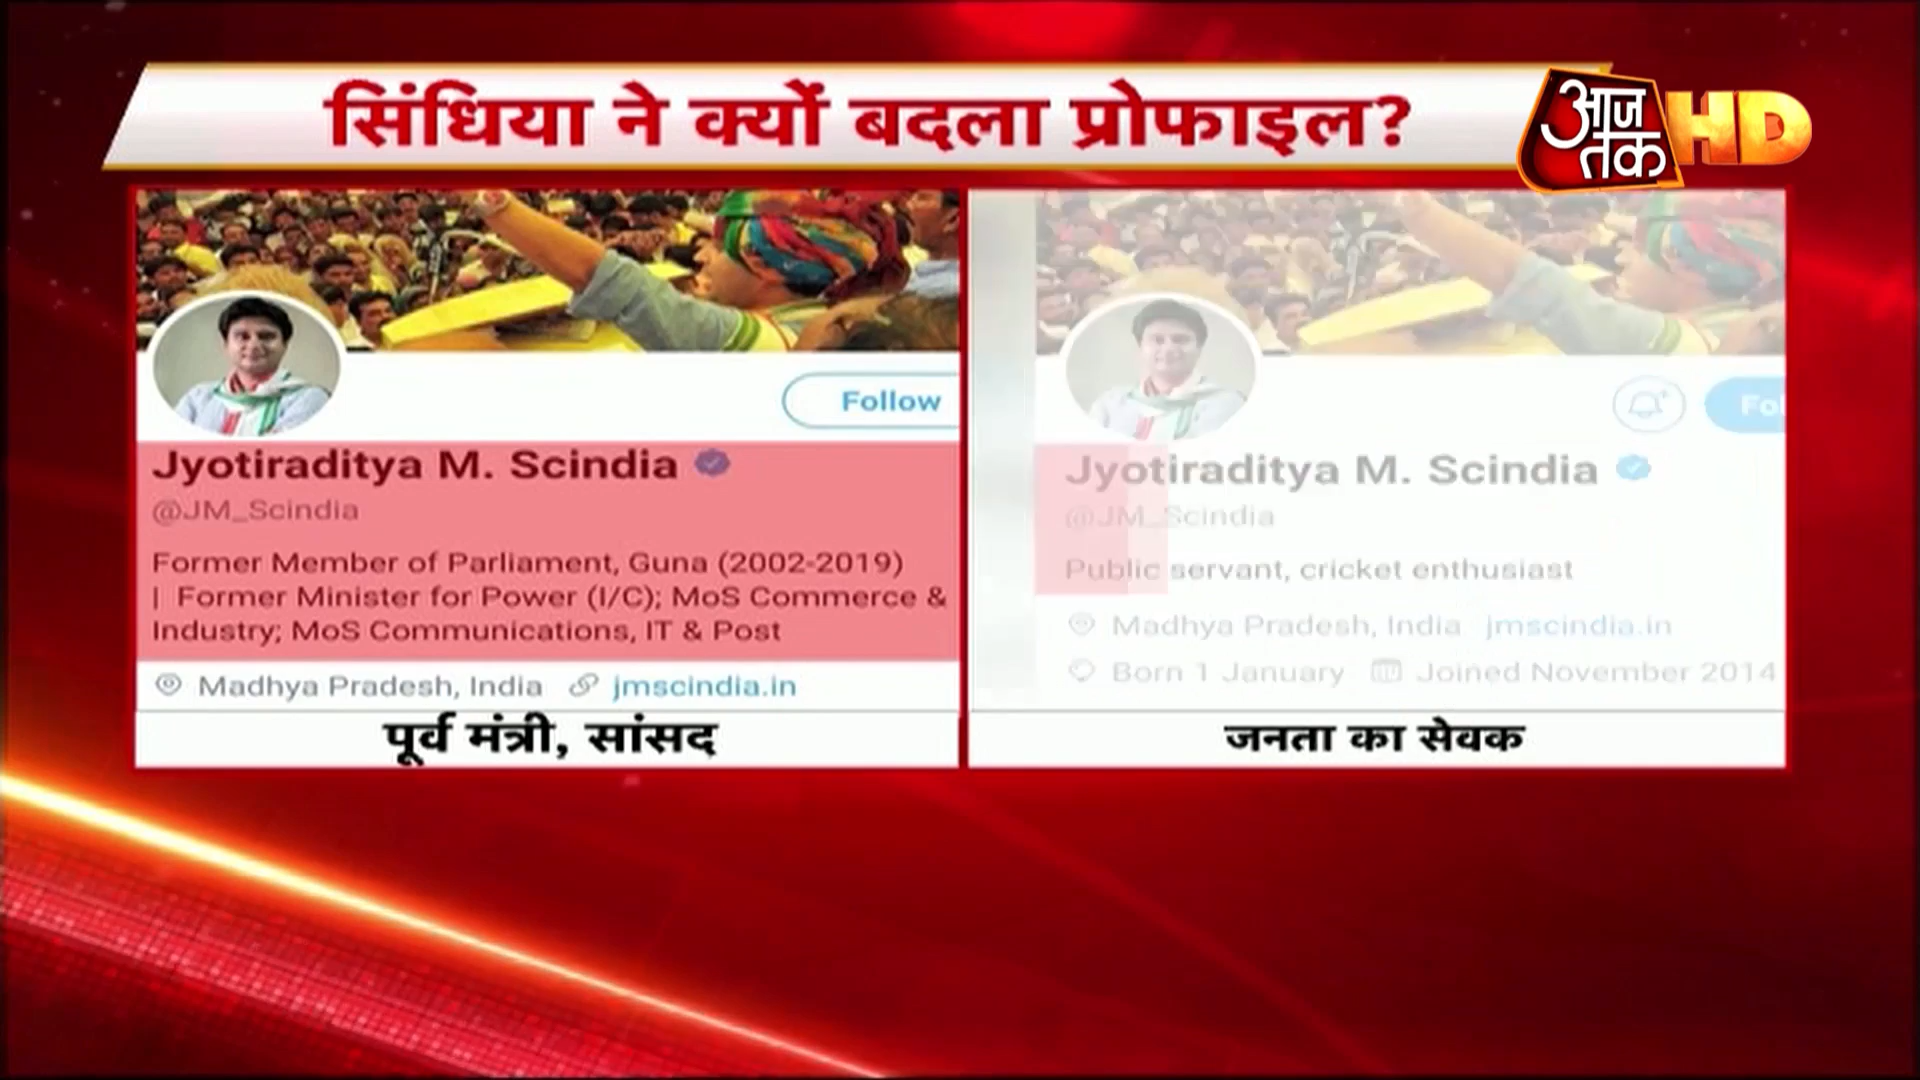 सिंधिया ने क्यों बदला प्रोफाइल?
आज तक HD
Follow
Jyotiraditya M. Scindia
@JM_Scindia
Former Member of Parliament, Guna (2002-2019)
| Former Minister for Power (I/C); MoS Commerce &
Industry; MoS Communications, IT & Post
Madhya Pradesh, India jmscindia.in
पूर्व मंत्री, सांसद
Fol
Jyotiraditya M. Scindia
@JM_Scindia
Public servant, cricket enthusiast
Madhya Pradesh, India jmscindia.in
Born 1 January Joined November 2014
जनता का सेवक